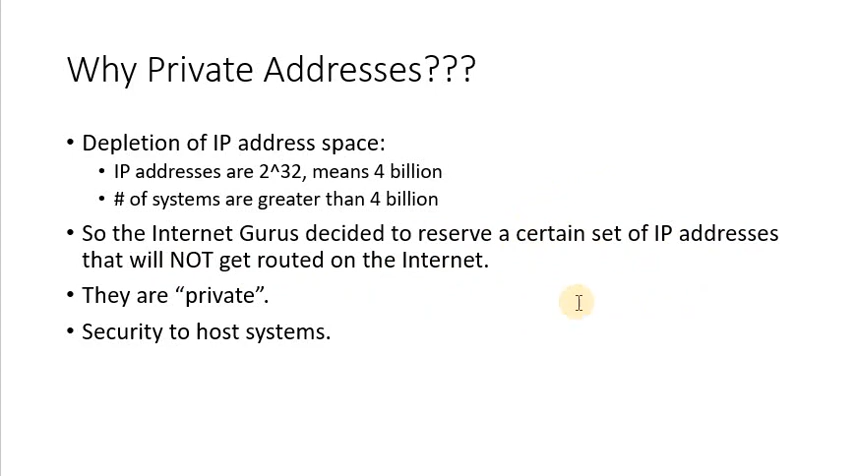 Why Private Addresses???
• Depletion of IP address space:
• IP addresses are 2^32, means 4 billion
• # of systems are greater than 4 billion
• So the Internet Gurus decided to reserve a certain set of IP addresses
that will NOT get routed on the Internet.
• They are “private”.
• Security to host systems.